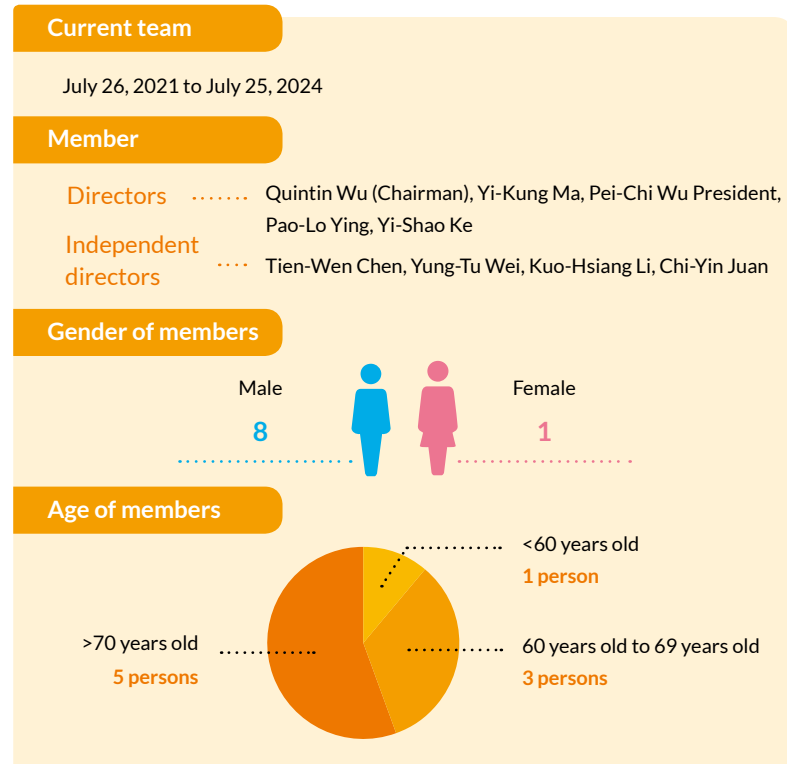 Current team
July 26, 2021 to July 25, 2024
Member
Directors
Quintin Wu (Chairman), Yi-Kung Ma, Pei-Chi Wu President,
Pao-Lo Ying, Yi-Shao Ke
Independent
directors
Tien-Wen Chen, Yung-Tu Wei, Kuo-Hsiang Li, Chi-Yin Juan
Gender of members
Male
8
Female
1
Age of members
<60 years old
1 person
>70 years old
5 persons
60 years old to 69 years old
3 persons